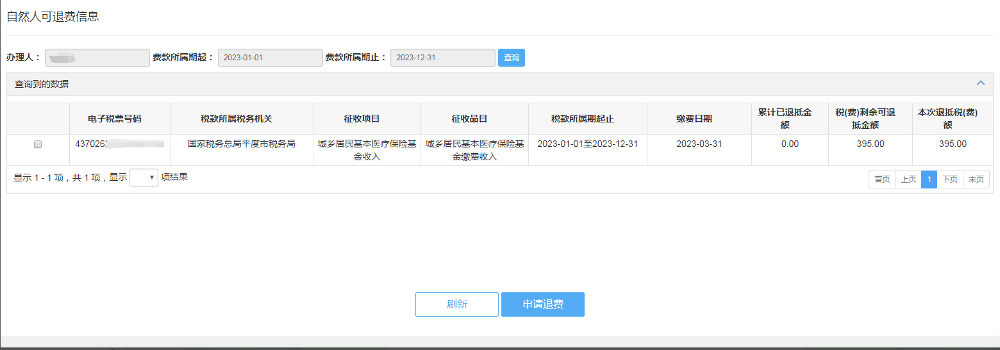 自然人可退费信息
办理人： 费款所属期起： 2023-01-01 费款所属期止： 2023-12-31 查询
查询到的数据
电子税票号码 税款所属税务机关 征收项目 征收品目 税款所属期起止 缴费日期 累计已退抵金额 税(费)剩余可退抵金额 本次退抵税(费)额
437026 国家税务总局平度市税务局 城乡居民基本医疗保险基金收入 城乡居民基本医疗保险基金缴费收入 2023-01-01至2023-12-31 2023-03-31 0.00 395.00 395.00
显示 1 - 1 项，共 1 项，显示 项结果 首页 上页 1 下页 末页
刷新 申请退费